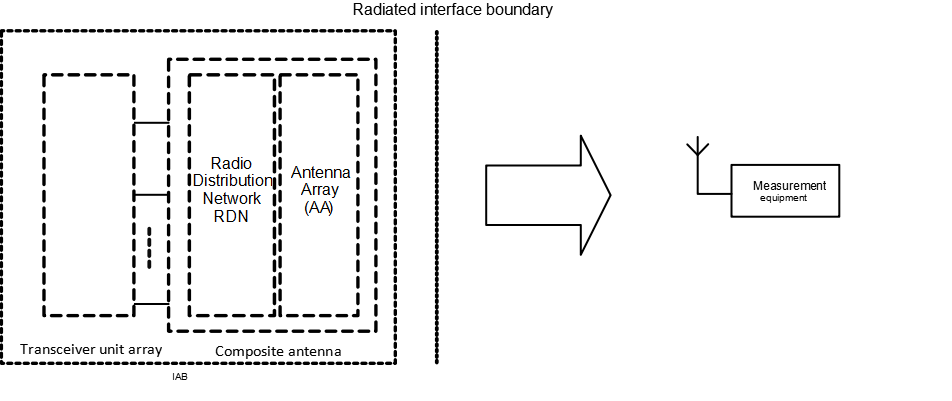 Radiated interface boundary
Radio
Distribution
Network
RDN
Antenna
Array
(AA)
Measurement
equipment
Transceiver unit array
Composite antenna
IAB